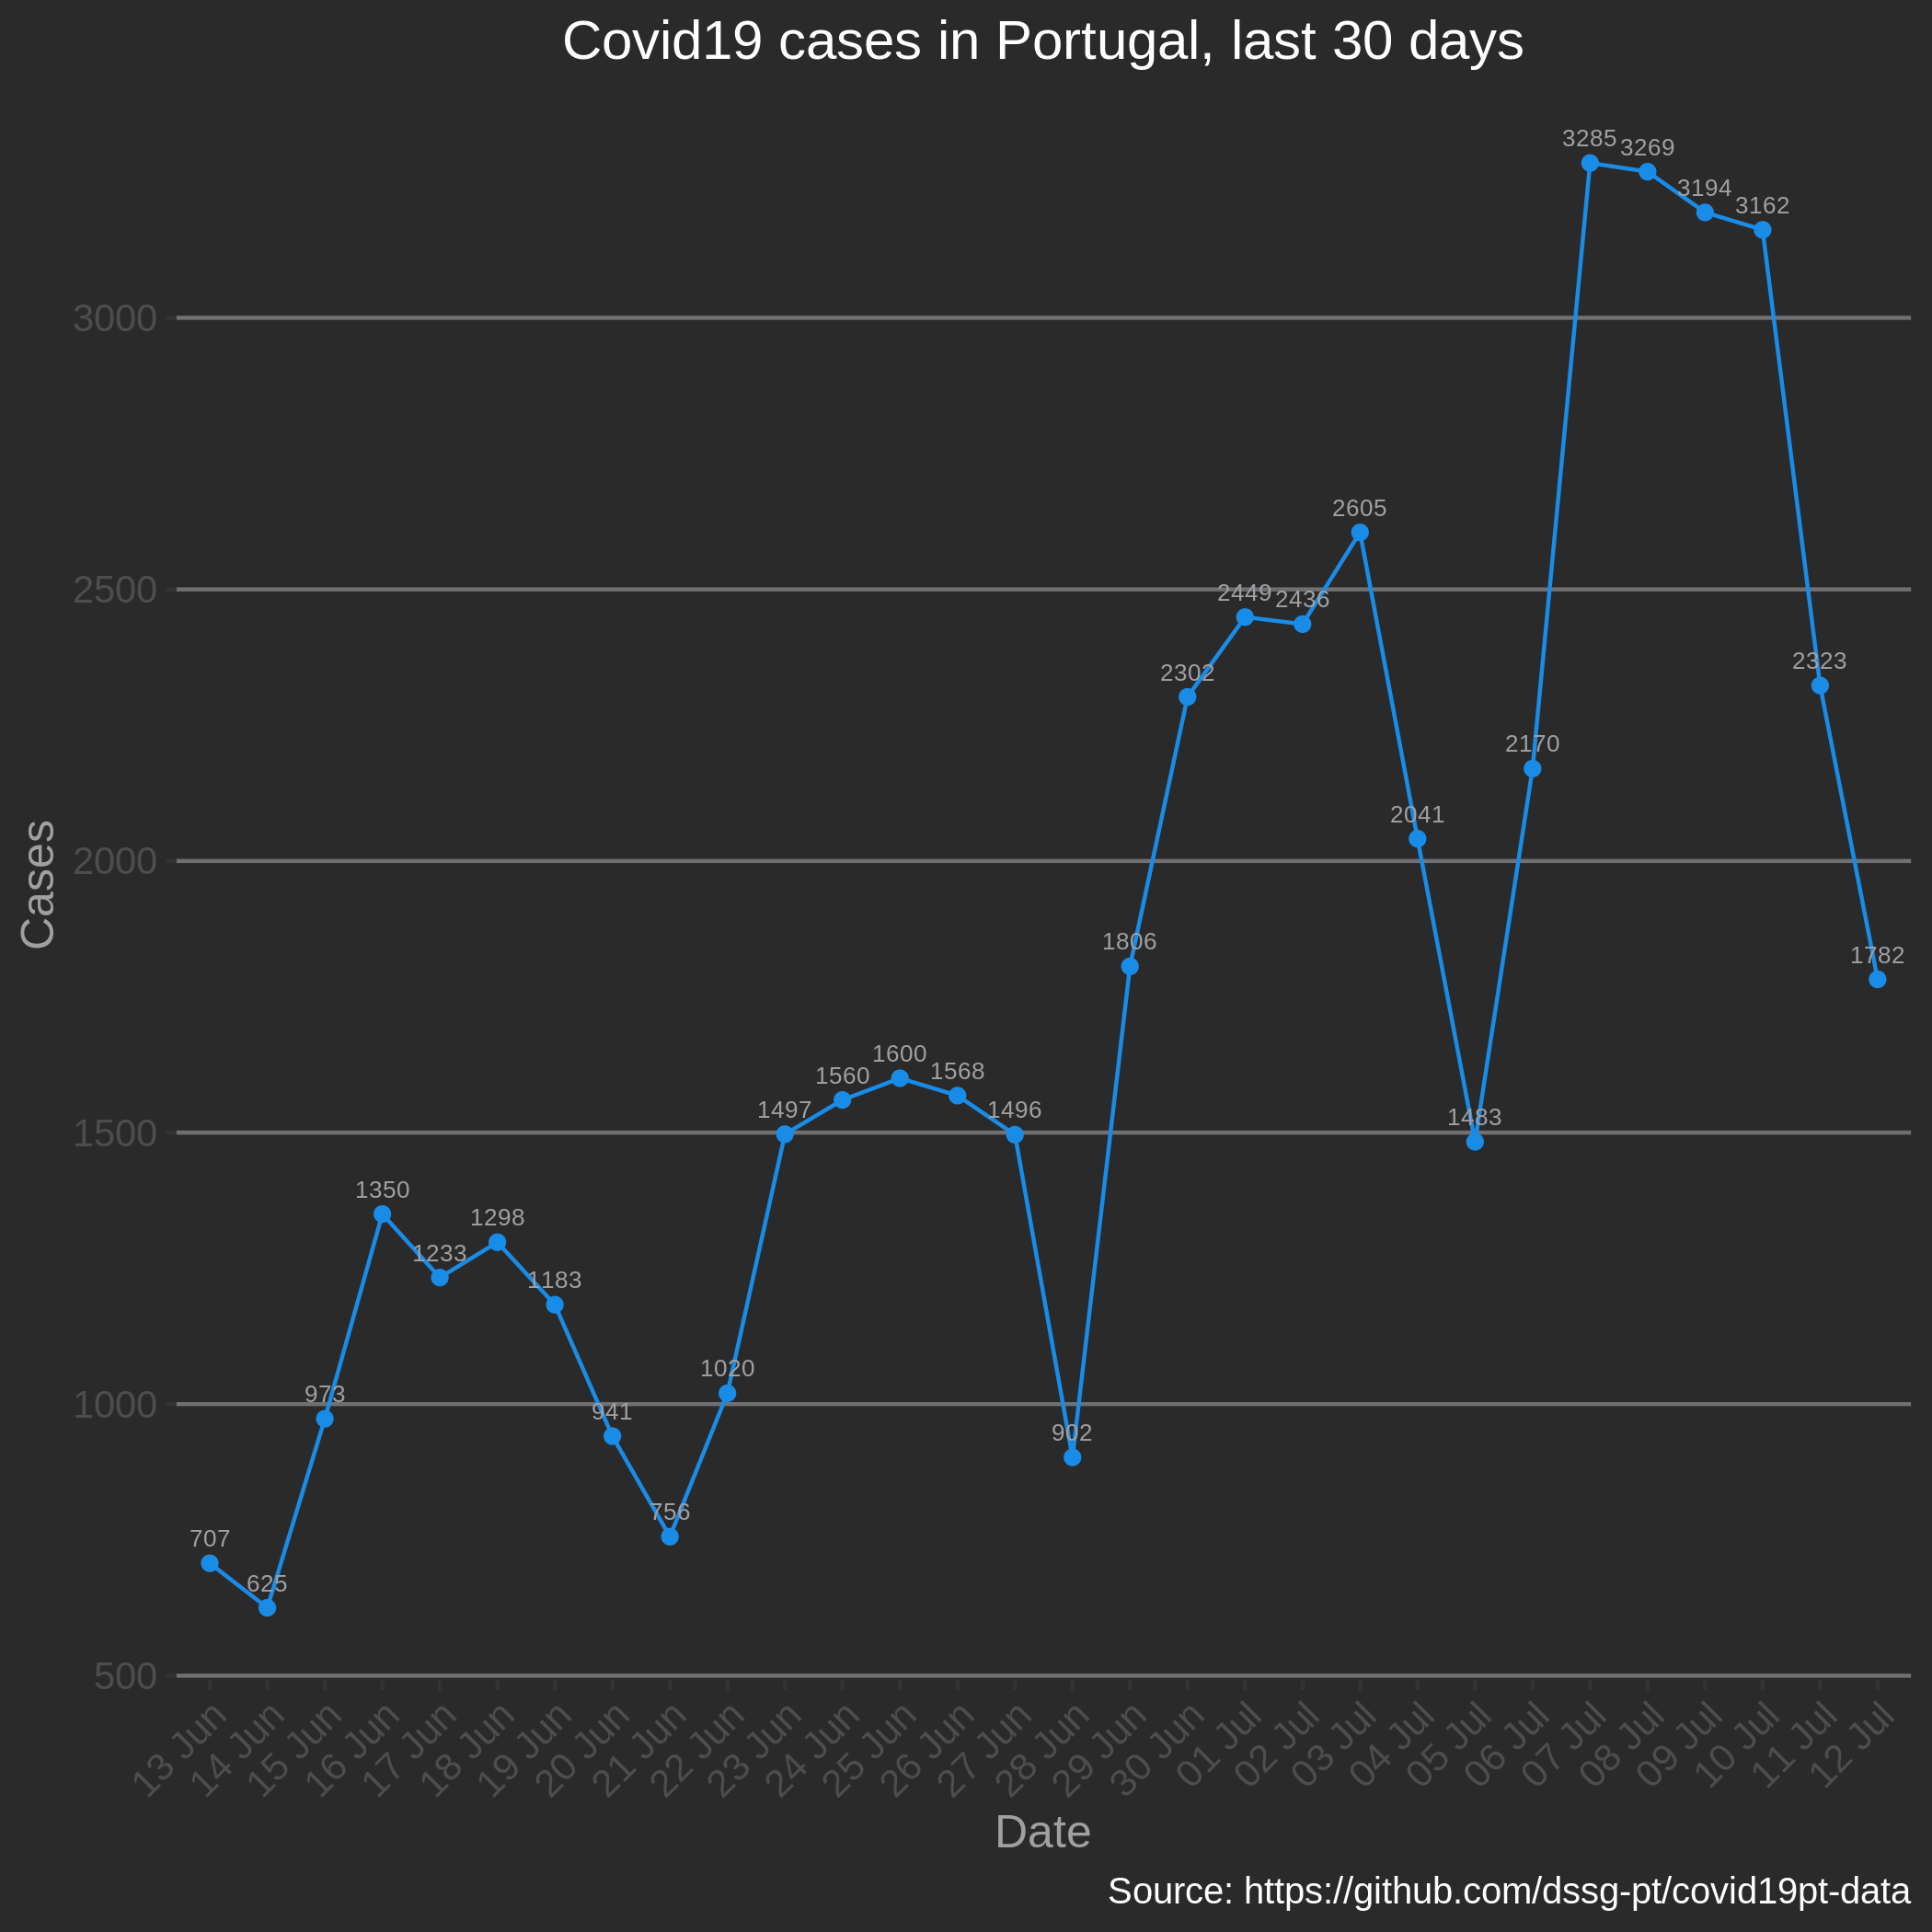 Covid19 cases in Portugal, last 30 days
3285
3269
3194
3162
3000
2605
2500
2449
2436
2302
2323
2170
2041
2000
Cases
1806
1782
1600
1560
1568
1497
1496
1483
1500
1350
1298
1233
1183
1020
973
1000
941
902
756
707
625
500
13 Jun
14 Jun
15 Jun
16 Jun
17 Jun
18 Jun
19 Jun
20 Jun
21 Jun
22 Jun
23 Jun
24 Jun
25 Jun
26 Jun
27 Jun
28 Jun
29 Jun
30 Jun
01 Jul
02 Jul
03 Jul
04 Jul
05 Jul
06 Jul
07 Jul
08 Jul
09 Jul
10 Jul
11 Jul
12 Jul
Date
Source: https://github.com/dssg-pt/covid19pt-data